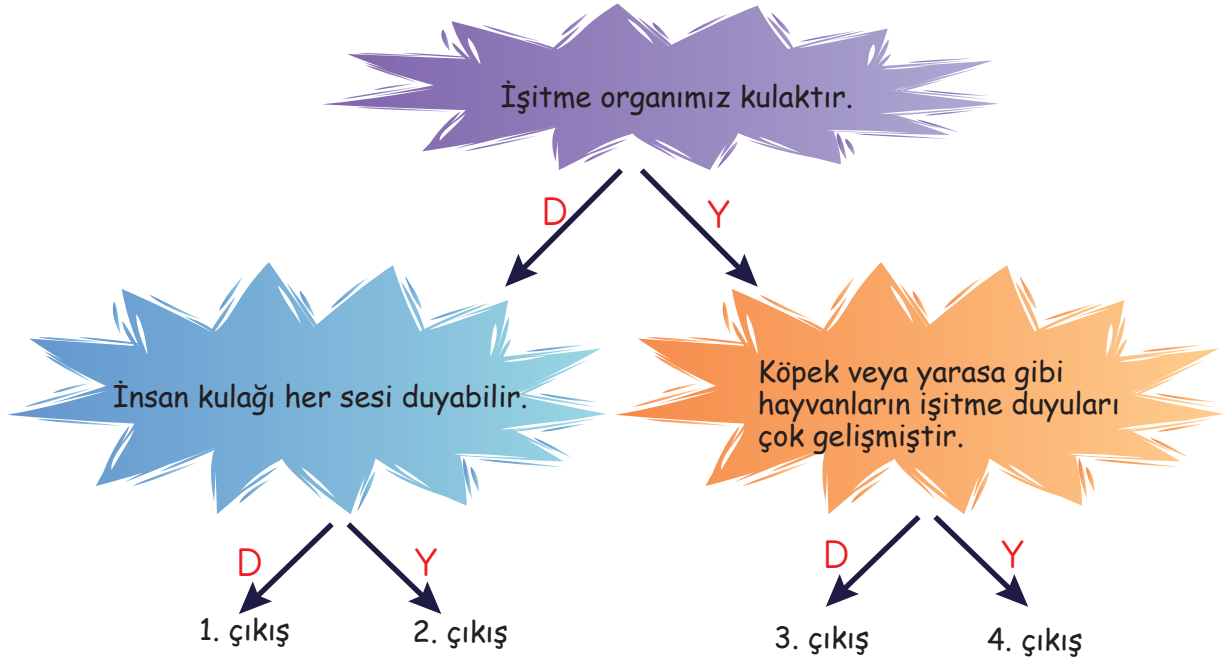 İşitme organımız kulaktır.
D
Y
İnsan kulağı her sesi duyabilir.
Köpek veya yarasa gibi
hayvanların işitme duyuları
çok gelişmiştir.
D
Y
D
Y
1. çıkış
2. çıkış
3. çıkış
4. çıkış